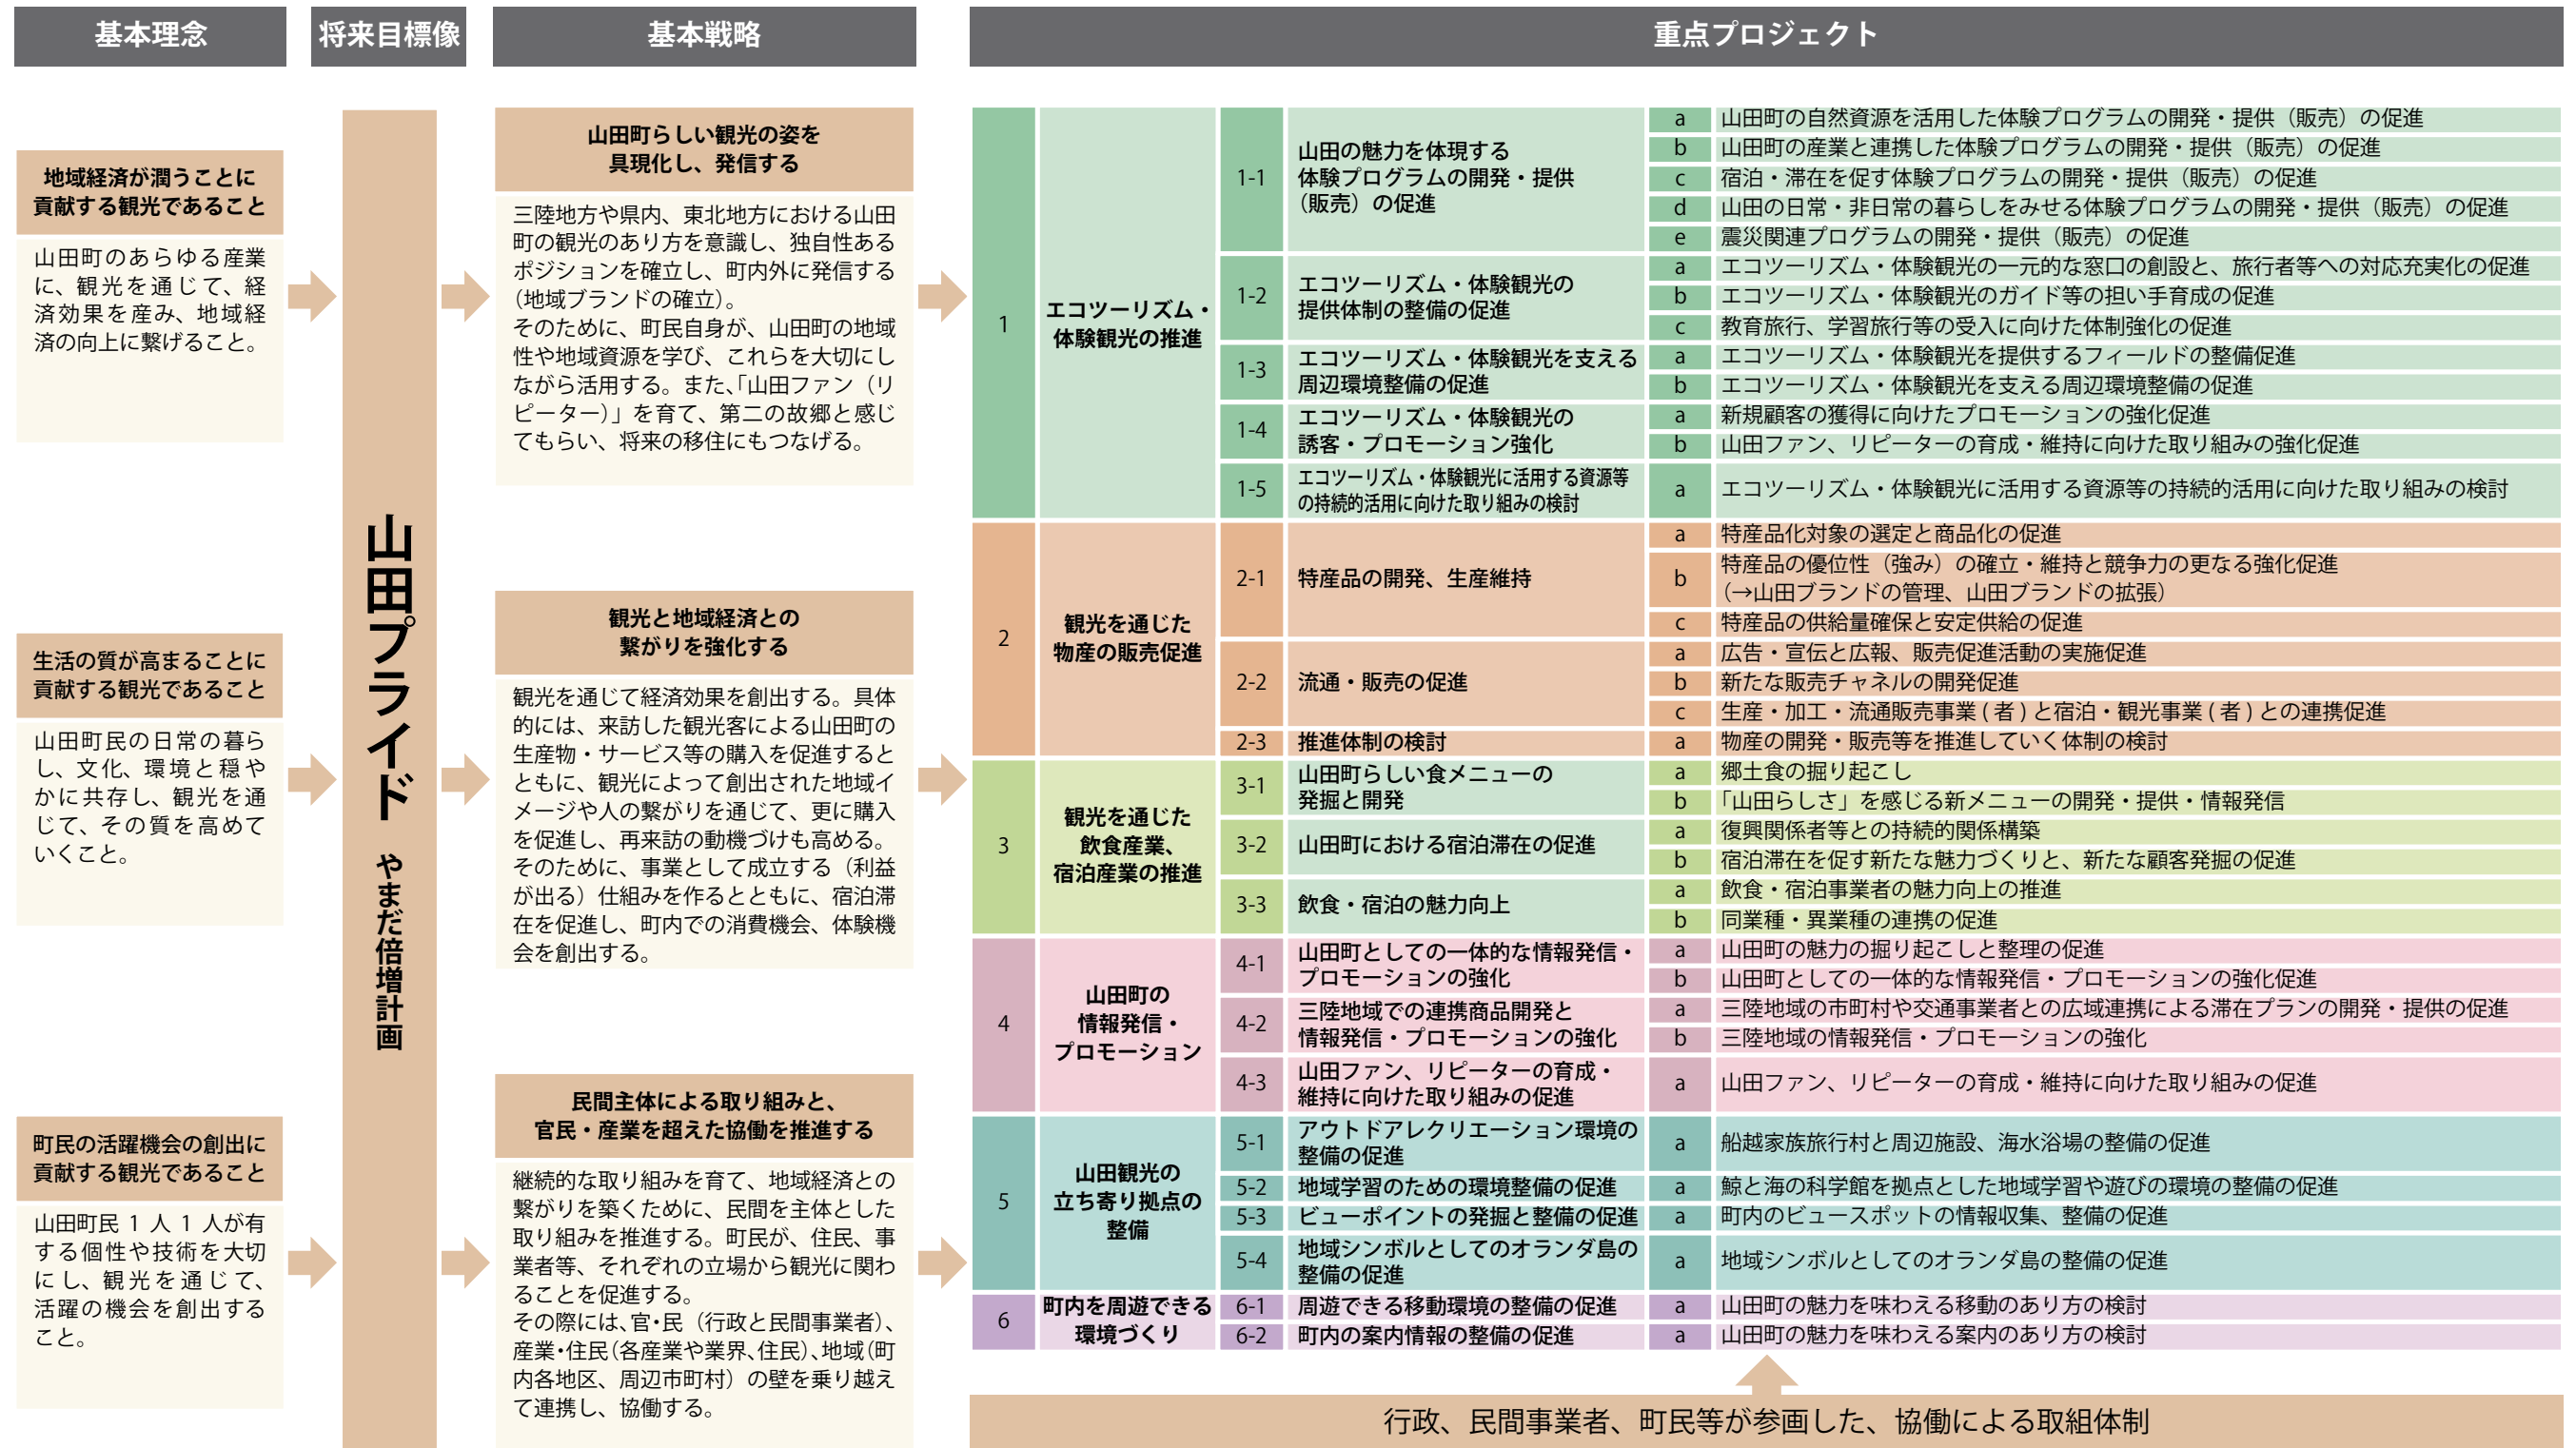 基本理念
将来目標像
基本戦略
重点プロジェクト
地域経済が潤うことに
貢献する観光であること
山田町のあらゆる産業
に、観光を通じて、経
済効果を産み、地域経
済の向上に繋げること。
生活の質が高まることに
貢献する観光であること
山田町民の日常の暮ら
し、文化、環境と穏や
かに共存し、観光を通
じて、その質を高めて
いくこと。
町民の活躍機会の創出に
貢献する観光であること
山田町民 1 人 1 人が有
する個性や技術を大切
にし、観光を通じて、
活躍の機会を創出する
こと。
山田プライド やまだ倍増計画
山田町らしい観光の姿を
具現化し、発信する
三陸地方や県内、東北地方における山田
町の観光のあり方を意識し、独自性ある
ポジションを確立し、町内外に発信する
（地域ブランドの確立）。
そのために、町民自身が、山田町の地域
性や地域資源を学び、これらを大切にし
ながら活用する。また、「山田ファン（リ
ピーター）」を育て、第二の故郷と感じ
てもらい、将来の移住にもつなげる。
観光と地域経済との
繋がりを強化する
観光を通じて経済効果を創出する。具体
的には、来訪した観光客による山田町の
生産物・サービス等の購入を促進すると
ともに、観光によって創出された地域イ
メージや人の繋がりを通じて、更に購入
を促進し、再来訪の動機づけも高める。
そのために、事業として成立する（利益
が出る）仕組みを作るとともに、宿泊滞
在を促進し、町内での消費機会、体験機
会を創出する。
民間主体による取り組みと、
官民・産業を超えた協働を推進する
継続的な取り組みを育て、地域経済との
繋がりを築くために、民間を主体とした
取り組みを推進する。町民が、住民、事
業者等、それぞれの立場から観光に関わ
ることを促進する。
その際には、官・民（行政と民間事業者）、
産業・住民（各産業や業界、住民）、地域（町
内各地区、周辺市町村）の壁を乗り越え
て連携し、協働する。
1
エコツーリズム・
体験観光の推進
1-1
山田の魅力を体現する
体験プログラムの開発・提供
（販売）の促進
a 山田町の自然資源を活用した体験プログラムの開発・提供（販売）の促進
b 山田町の産業と連携した体験プログラムの開発・提供（販売）の促進
c 宿泊・滞在を促す体験プログラムの開発・提供（販売）の促進
d 山田の日常・非日常の暮らしをみせる体験プログラムの開発・提供（販売）の促進
e 震災関連プログラムの開発・提供（販売）の促進
1-2
エコツーリズム・体験観光の
提供体制の整備の促進
a エコツーリズム・体験観光の一元的な窓口の創設と、旅行者等への対応充実化の促進
b エコツーリズム・体験観光のガイド等の担い手育成の促進
c 教育旅行、学習旅行等の受入に向けた体制強化の促進
1-3
エコツーリズム・体験観光を支える
周辺環境整備の促進
a エコツーリズム・体験観光を提供するフィールドの整備促進
b エコツーリズム・体験観光を支える周辺環境整備の促進
1-4
エコツーリズム・体験観光の
誘客・プロモーション強化
a 新規顧客の獲得に向けたプロモーションの強化促進
b 山田ファン、リピーターの育成・維持に向けた取り組みの強化促進
1-5
エコツーリズム・体験観光に活用する資源等
の持続的活用に向けた取り組みの検討
a エコツーリズム・体験観光に活用する資源等の持続的活用に向けた取り組みの検討
2
観光を通じた
物産の販売促進
2-1
特産品の開発、生産維持
a 特産品化対象の選定と商品化の促進
b 特産品の優位性（強み）の確立・維持と競争力の更なる強化促進
（→山田ブランドの管理、山田ブランドの拡張）
c 特産品の供給量確保と安定供給の促進
2-2
流通・販売の促進
a 広告・宣伝と広報、販売促進活動の実施促進
b 新たな販売チャネルの開発促進
c 生産・加工・流通販売事業 ( 者 ) と宿泊・観光事業 ( 者 ) との連携促進
2-3
推進体制の検討
a 物産の開発・販売等を推進していく体制の検討
3
観光を通じた
飲食産業、
宿泊産業の推進
3-1
山田町らしい食メニューの
発掘と開発
a 郷土食の掘り起こし
b 「山田らしさ」を感じる新メニューの開発・提供・情報発信
3-2
山田町における宿泊滞在の促進
a 復興関係者等との持続的関係構築
b 宿泊滞在を促す新たな魅力づくりと、新たな顧客発掘の促進
3-3
飲食・宿泊の魅力向上
a 飲食・宿泊事業者の魅力向上の推進
b 同業種・異業種の連携の促進
4
山田町の
情報発信・
プロモーション
4-1
山田町としての一体的な情報発信・
プロモーションの強化
a 山田町の魅力の掘り起こしと整理の促進
b 山田町としての一体的な情報発信・プロモーションの強化促進
4-2
三陸地域での連携商品開発と
情報発信・プロモーションの強化
a 三陸地域の市町村や交通事業者との広域連携による滞在プランの開発・提供の促進
b 三陸地域の情報発信・プロモーションの強化
4-3
山田ファン、リピーターの育成・
維持に向けた取り組みの促進
a 山田ファン、リピーターの育成・維持に向けた取り組みの促進
5
山田観光の
立ち寄り拠点の
整備
5-1
アウトドアレクリエーション環境の
整備の促進
a 船越家族旅行村と周辺施設、海水浴場の整備の促進
5-2
地域学習のための環境整備の促進
a 鯨と海の科学館を拠点とした地域学習や遊びの環境の整備の促進
5-3
ビューポイントの発掘と整備の促進
a 町内のビュースポットの情報収集、整備の促進
5-4
地域シンボルとしてのオランダ島の
整備の促進
a 地域シンボルとしてのオランダ島の整備の促進
6
町内を周遊できる
環境づくり
6-1
周遊できる移動環境の整備の促進
a 山田町の魅力を味わえる移動のあり方の検討
6-2
町内の案内情報の整備の促進
a 山田町の魅力を味わえる案内のあり方の検討
行政、民間事業者、町民等が参画した、協働による取組体制